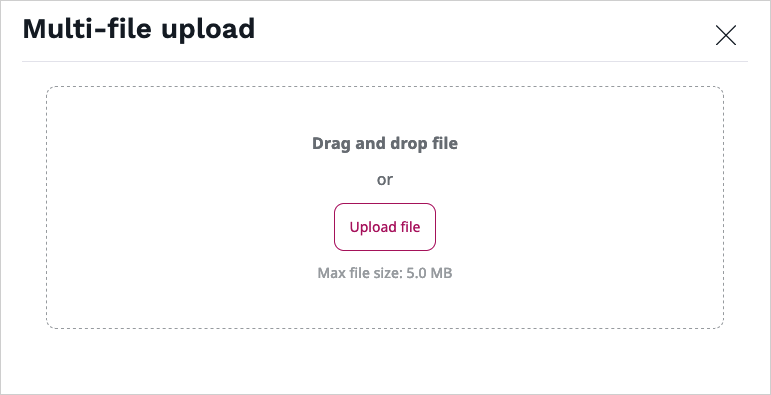 Multi-file upload
Drag and drop file
or
Upload file
Max file size: 5.0 MB